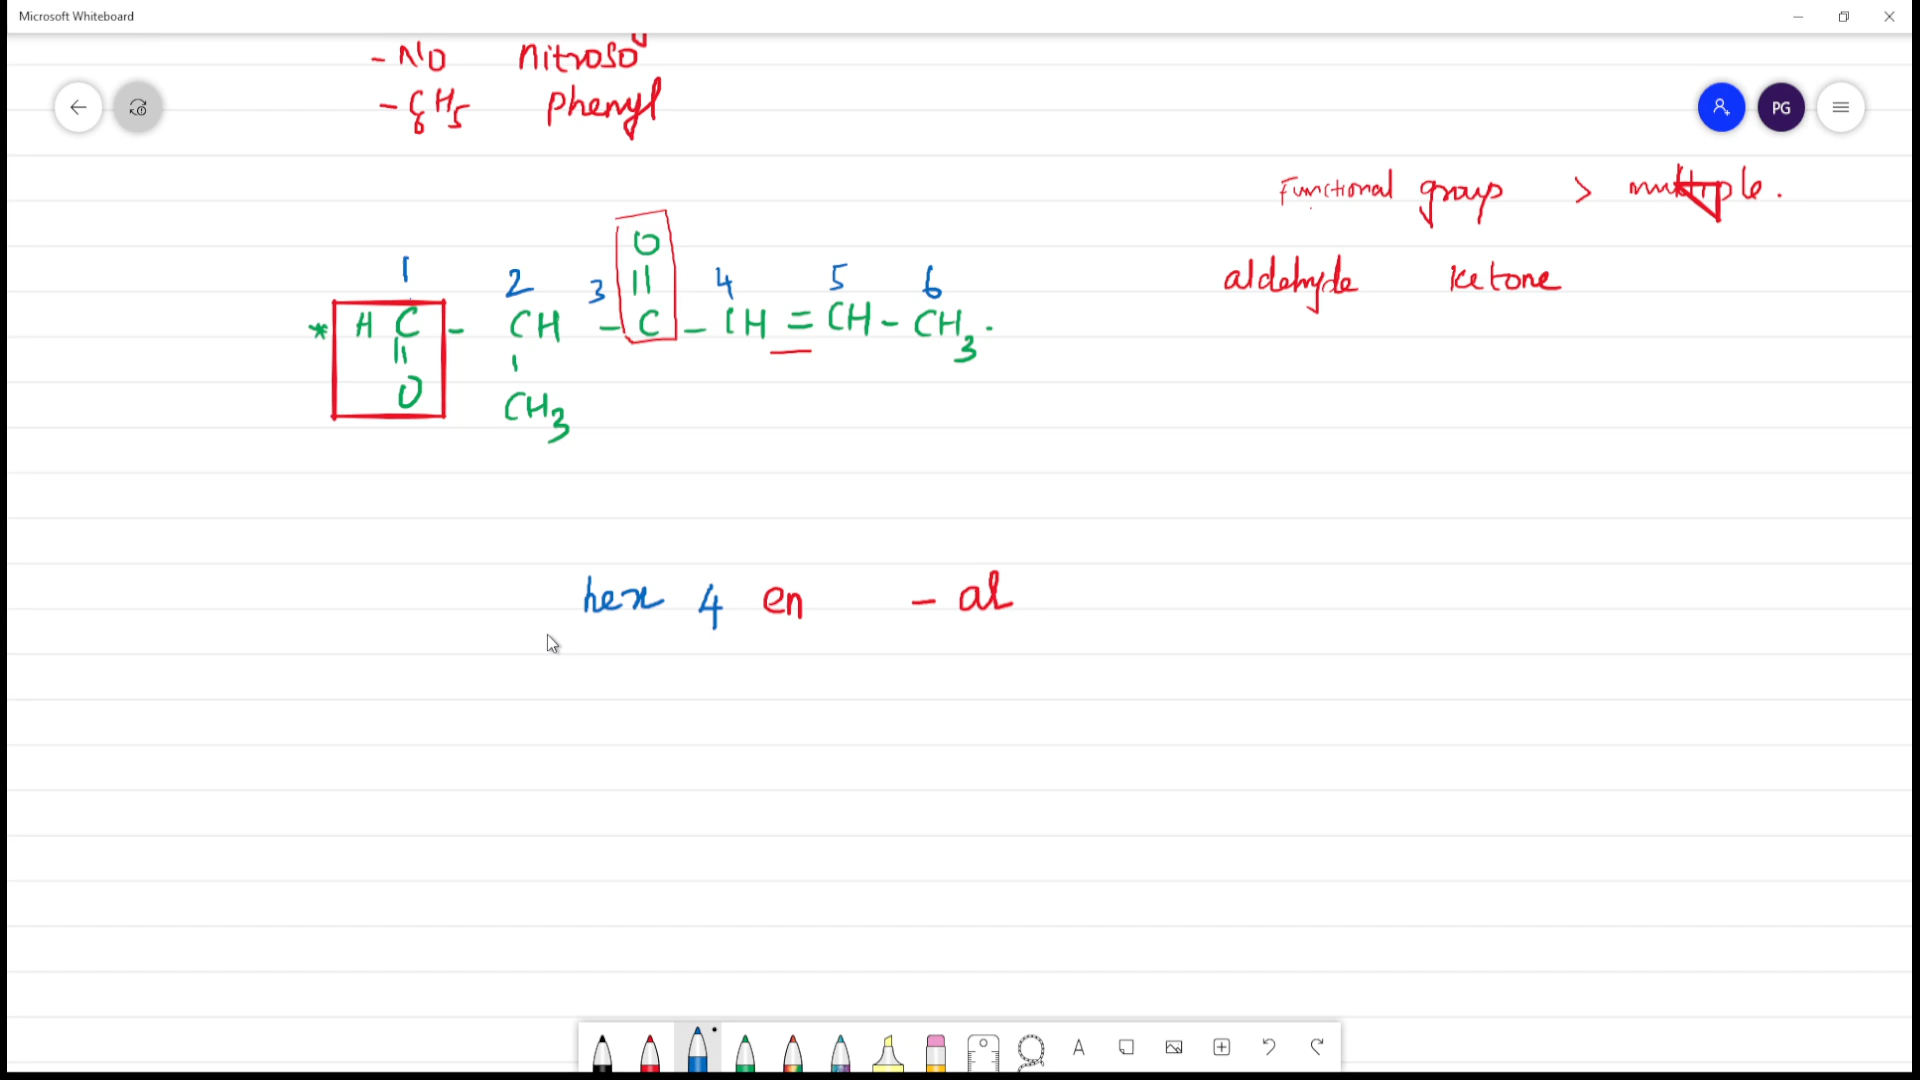 Microsoft Whiteboard
- NO nitroso
- C6H5 phenyl
PG
Functional group > multiple.
aldehyde ketone
O
1 2 3 || 4 5 6
* H C - CH - C - CH = CH - CH3.
|| |
O CH3
hex 4 en - al
A